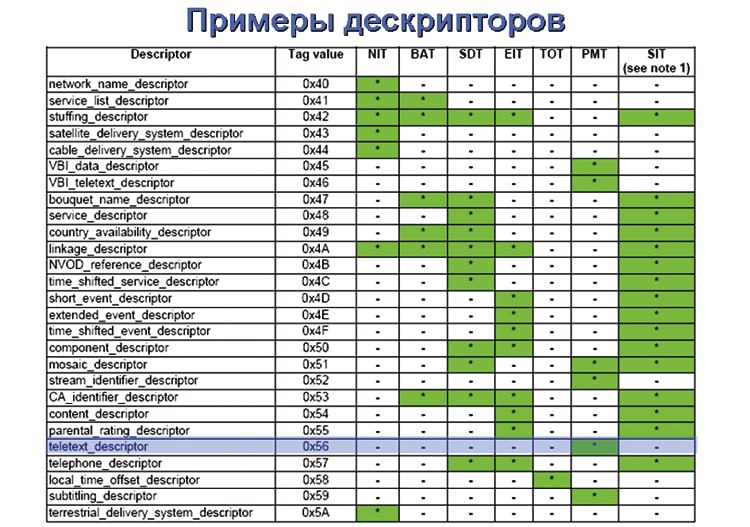 Примеры дескрипторов
Descriptor Tag value NIT BAT SDT EIT TOT PMT SIT
(see note 1)
network_name_descriptor 0x40 * - - - - - -
service_list_descriptor 0x41 * * - - - - -
stuffing_descriptor 0x42 * * * * - - *
satellite_delivery_system_descriptor 0x43 * - - - - - -
cable_delivery_system_descriptor 0x44 * - - - - - -
VBI_data_descriptor 0x45 - - - - - * -
VBI_teletext_descriptor 0x46 - - - - - * -
bouquet_name_descriptor 0x47 - * * - - - *
service_descriptor 0x48 - - * - - - *
country_availability_descriptor 0x49 - * * - - - *
linkage_descriptor 0x4A * * * * - - *
NVOD_reference_descriptor 0x4B - - * - - - *
time_shifted_service_descriptor 0x4C - - * - - - *
short_event_descriptor 0x4D - - - * - - *
extended_event_descriptor 0x4E - - - * - - *
time_shifted_event_descriptor 0x4F - - - * - - *
component_descriptor 0x50 - - * * - - *
mosaic_descriptor 0x51 - - * - - * *
stream_identifier_descriptor 0x52 - - - - - * -
CA_identifier_descriptor 0x53 - * * * - - *
content_descriptor 0x54 - - - * - - *
parental_rating_descriptor 0x55 - - - * - - *
teletext_descriptor 0x56 - - - - - * -
telephone_descriptor 0x57 - - * * - - *
local_time_offset_descriptor 0x58 - - - - * - -
subtitling_descriptor 0x59 - - - - - * -
terrestrial_delivery_system_descriptor 0x5A * - - - - - -